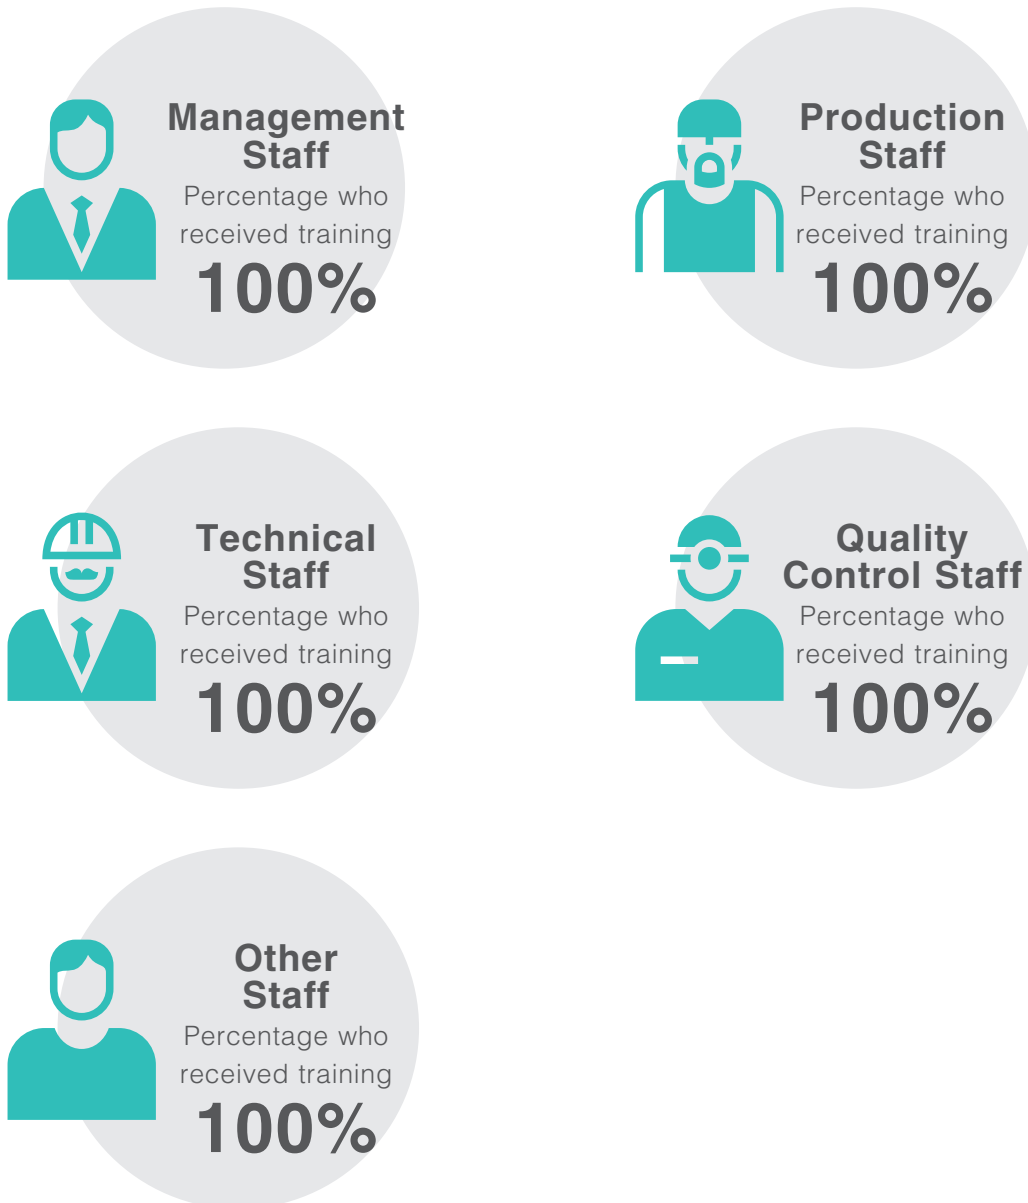 Management
Staff
Percentage who
received training
100%
Production
Staff
Percentage who
received training
100%
Technical
Staff
Percentage who
received training
100%
Quality
Control Staff
Percentage who
received training
100%
Other
Staff
Percentage who
received training
100%